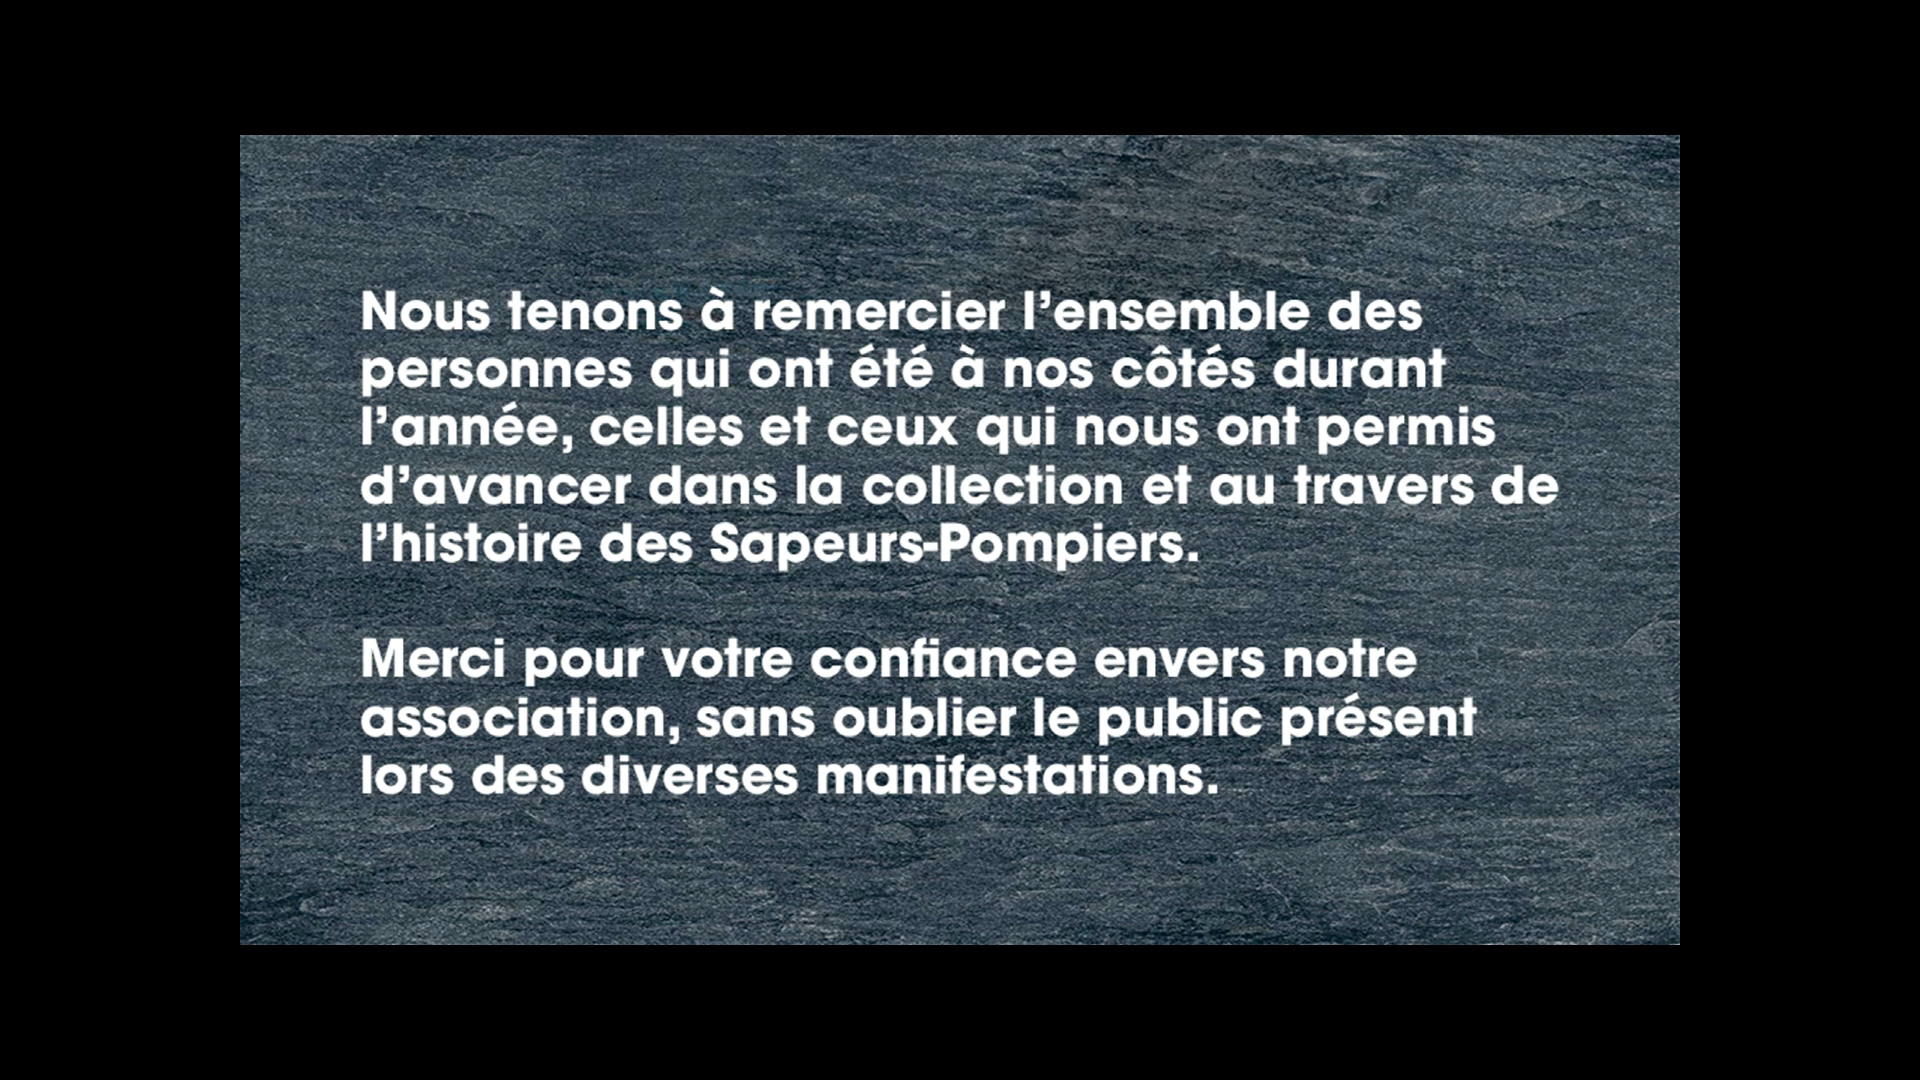 Nous tenons à remercier l’ensemble des
personnes qui ont été à nos côtés durant
l’année, celles et ceux qui nous ont permis
d’avancer dans la collection et au travers de
l’histoire des Sapeurs-Pompiers.
Merci pour votre confiance envers notre
association, sans oublier le public présent
lors des diverses manifestations.